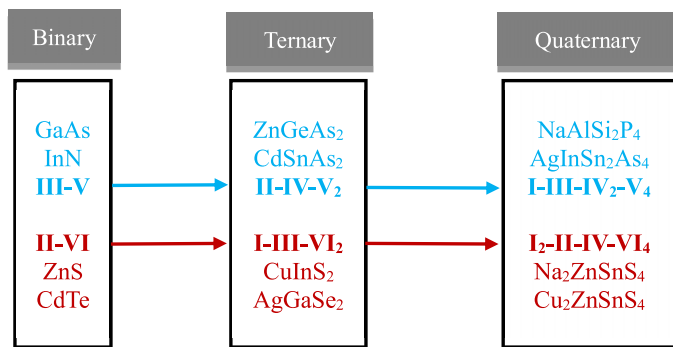 Binary
Ternary
Quaternary
GaAs
InN
III-V
II-VI
ZnS
CdTe
ZnGeAs₂
CdSnAs₂
II-IV-V₂
I-III-VI₂
CuInS₂
AgGaSe₂
NaAlSi₂P₄
AgInSn₂As₄
I-III-IV₂-V₄
I₂-II-IV-VI₄
Na₂ZnSnS₄
Cu₂ZnSnS₄